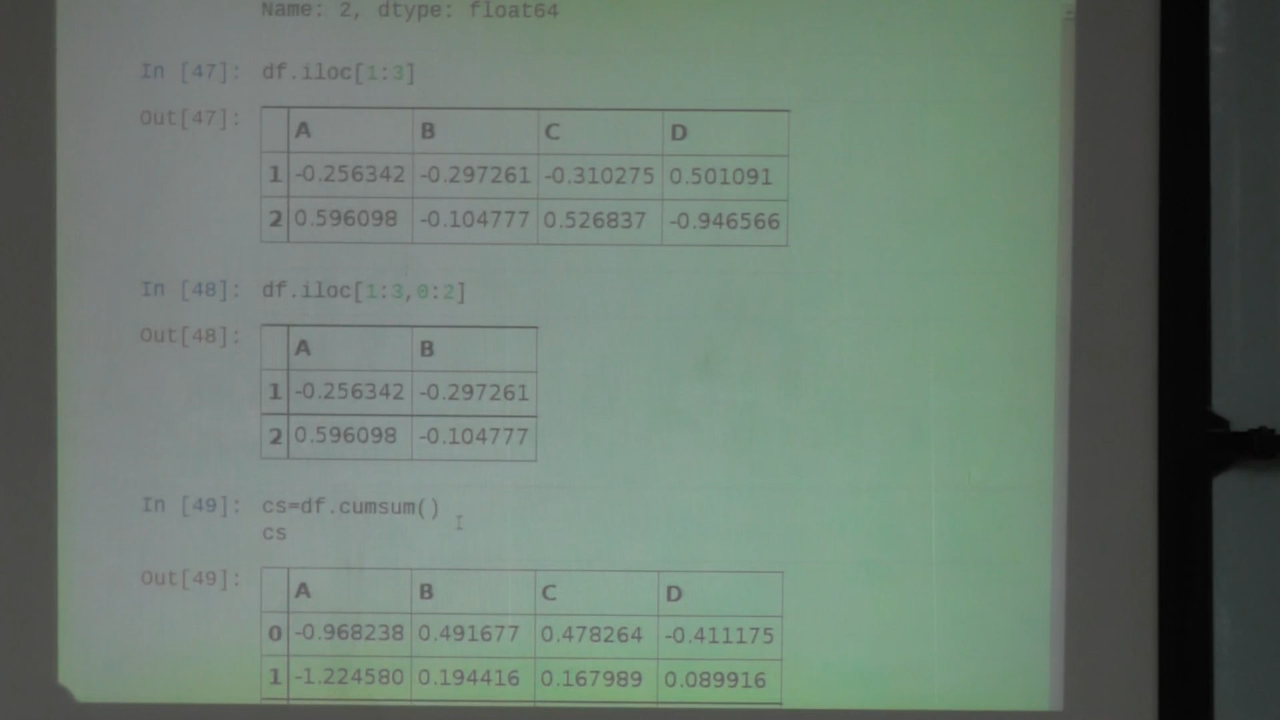 Name: 2, dtype: float64
In [47]: df.iloc[1:3]
Out[47]:
A B C D
1 -0.256342 -0.297261 -0.310275 0.501091
2 0.596098 -0.104777 0.526837 -0.946566
In [48]: df.iloc[1:3,0:2]
Out[48]:
A B
1 -0.256342 -0.297261
2 0.596098 -0.104777
In [49]: cs=df.cumsum()
cs
Out[49]:
A B C D
0 -0.968238 0.491677 0.478264 -0.411175
1 -1.224580 0.194416 0.167989 0.089916